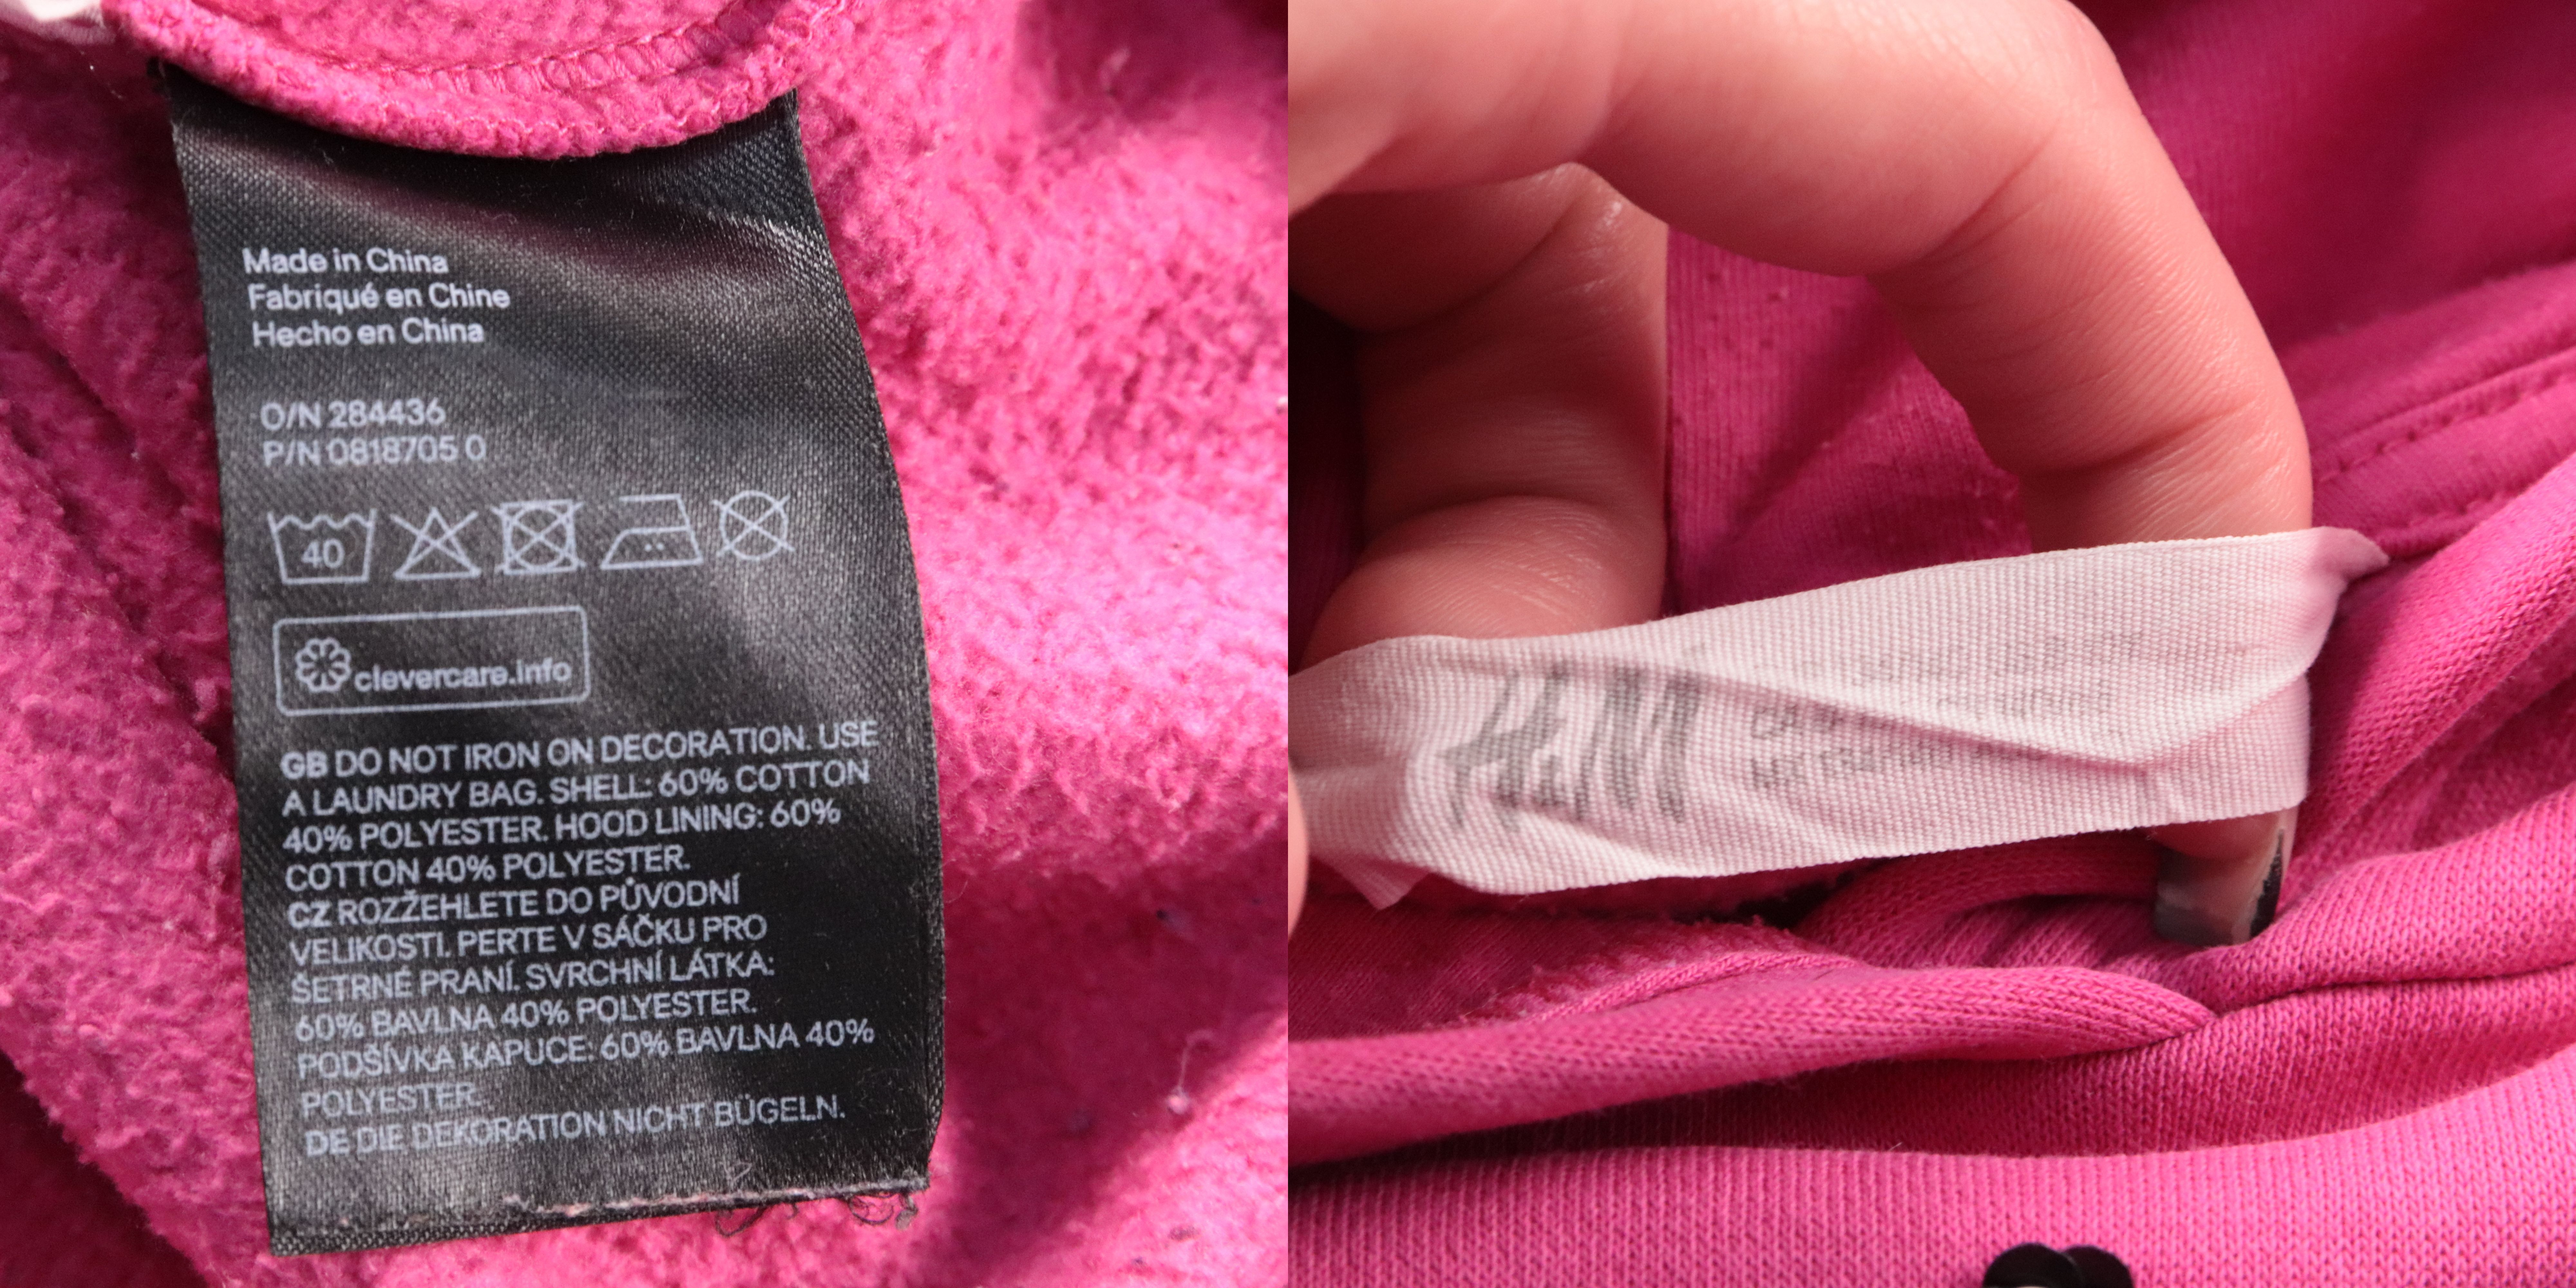 Made in China
Fabriqué en Chine
Hecho en China
O/N 284436
P/N 0818705 0
40
clevercare.info
GB DO NOT IRON ON DECORATION. USE
A LAUNDRY BAG. SHELL: 60% COTTON
40% POLYESTER. HOOD LINING: 60%
COTTON 40% POLYESTER.
CZ ROZŽEHLETE DO PŮVODNÍ
VELIKOSTI. PERTE V SÁČKU PRO
ŠETRNÉ PRANÍ. SVRCHNÍ LÁTKA:
60% BAVLNA 40% POLYESTER.
PODŠÍVKA KAPUCE: 60% BAVLNA 40%
POLYESTER.
DE DIE DEKORATION NICHT BÜGELN.
H&M